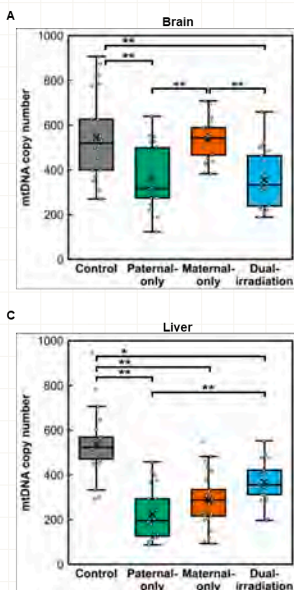 A
Brain
1000
**
**
800
**
**
600
400
200
0
mtDNA copy number
Control
Paternal-only
Maternal-only
Dual-irradiation
C
Liver
1000
*
**
**
800
**
600
400
200
0
mtDNA copy number
Control
Paternal-only
Maternal-only
Dual-irradiation